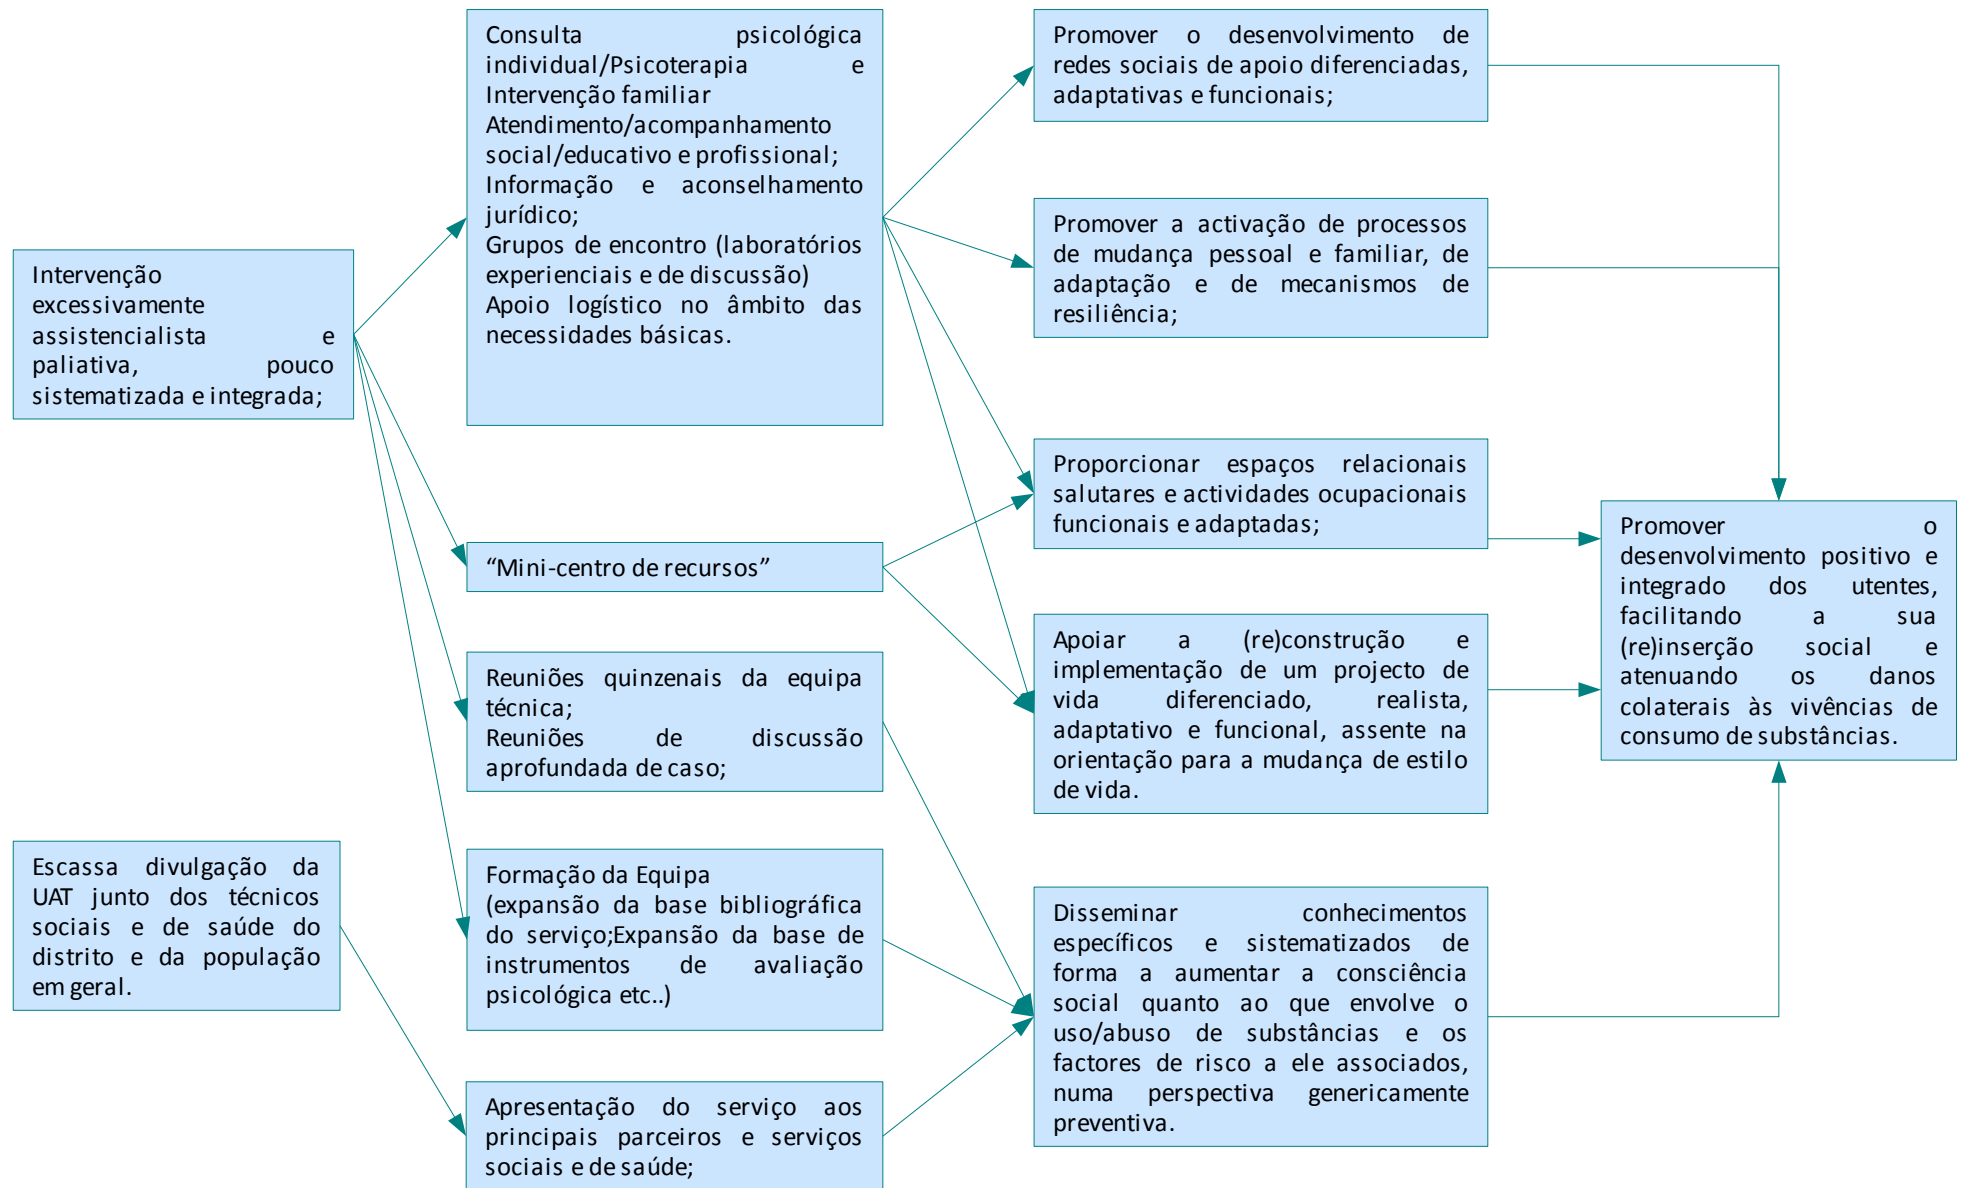 Intervenção
excessivamente
assistencialista e
paliativa, pouco
sistematizada e integrada;
Escassa divulgação da
UAT junto dos técnicos
sociais e de saúde do
distrito e da população
em geral.
Consulta psicológica
individual/Psicoterapia e
Intervenção familiar
Atendimento/acompanhamento
social/educativo e profissional;
Informação e aconselhamento
jurídico;
Grupos de encontro (laboratórios
experienciais e de discussão)
Apoio logístico no âmbito das
necessidades básicas.
“Mini-centro de recursos”
Reuniões quinzenais da equipa
técnica;
Reuniões de discussão
aprofundada de caso;
Formação da Equipa
(expansão da base bibliográfica
do serviço;Expansão da base de
instrumentos de avaliação
psicológica etc..)
Apresentação do serviço aos
principais parceiros e serviços
sociais e de saúde;
Promover o desenvolvimento de
redes sociais de apoio diferenciadas,
adaptativas e funcionais;
Promover a activação de processos
de mudança pessoal e familiar, de
adaptação e de mecanismos de
resiliência;
Proporcionar espaços relacionais
salutares e actividades ocupacionais
funcionais e adaptadas;
Apoiar a (re)construção e
implementação de um projecto de
vida diferenciado, realista,
adaptativo e funcional, assente na
orientação para a mudança de estilo
de vida.
Disseminar conhecimentos
específicos e sistematizados de
forma a aumentar a consciência
social quanto ao que envolve o
uso/abuso de substâncias e os
factores de risco a ele associados,
numa perspectiva genericamente
preventiva.
Promover o
desenvolvimento positivo e
integrado dos utentes,
facilitando a sua
(re)inserção social e
atenuando os danos
colaterais às vivências de
consumo de substâncias.